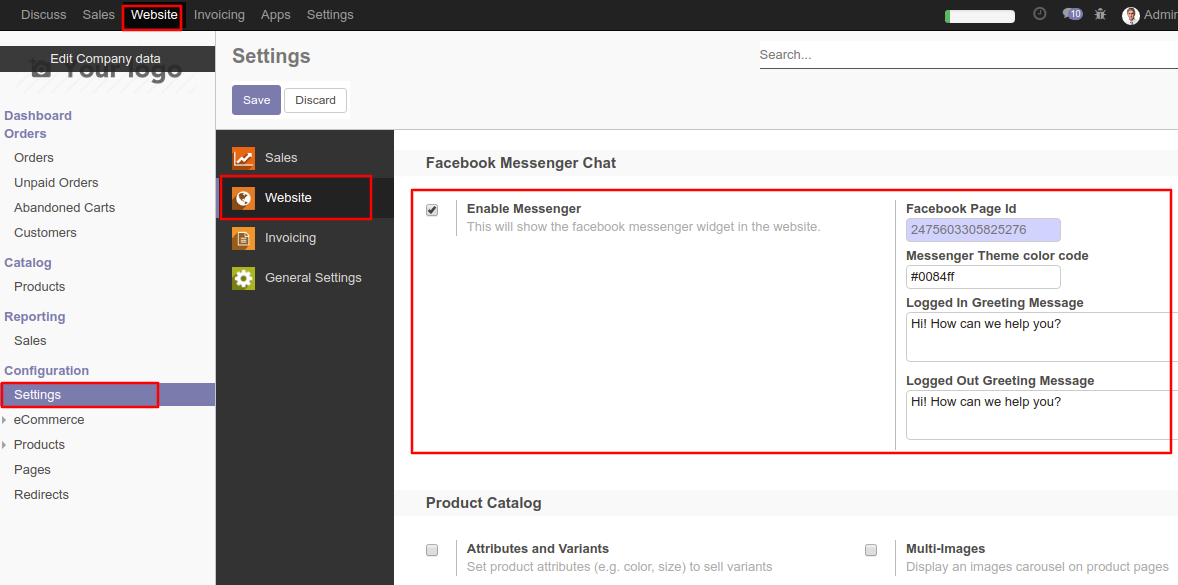 Discuss Sales Website Invoicing Apps Settings 10 Admin
Edit Company data
Your logo
Settings
Search...
Save Discard
Dashboard
Orders
Orders
Unpaid Orders
Abandoned Carts
Customers
Catalog
Products
Reporting
Sales
Configuration
Settings
eCommerce
Products
Pages
Redirects
Sales
Website
Invoicing
General Settings
Facebook Messenger Chat
Enable Messenger
This will show the facebook messenger widget in the website.
Facebook Page Id
2475603305825276
Messenger Theme color code
#0084ff
Logged In Greeting Message
Hi! How can we help you?
Logged Out Greeting Message
Hi! How can we help you?
Product Catalog
Attributes and Variants
Set product attributes (e.g. color, size) to sell variants
Multi-Images
Display an images carousel on product pages